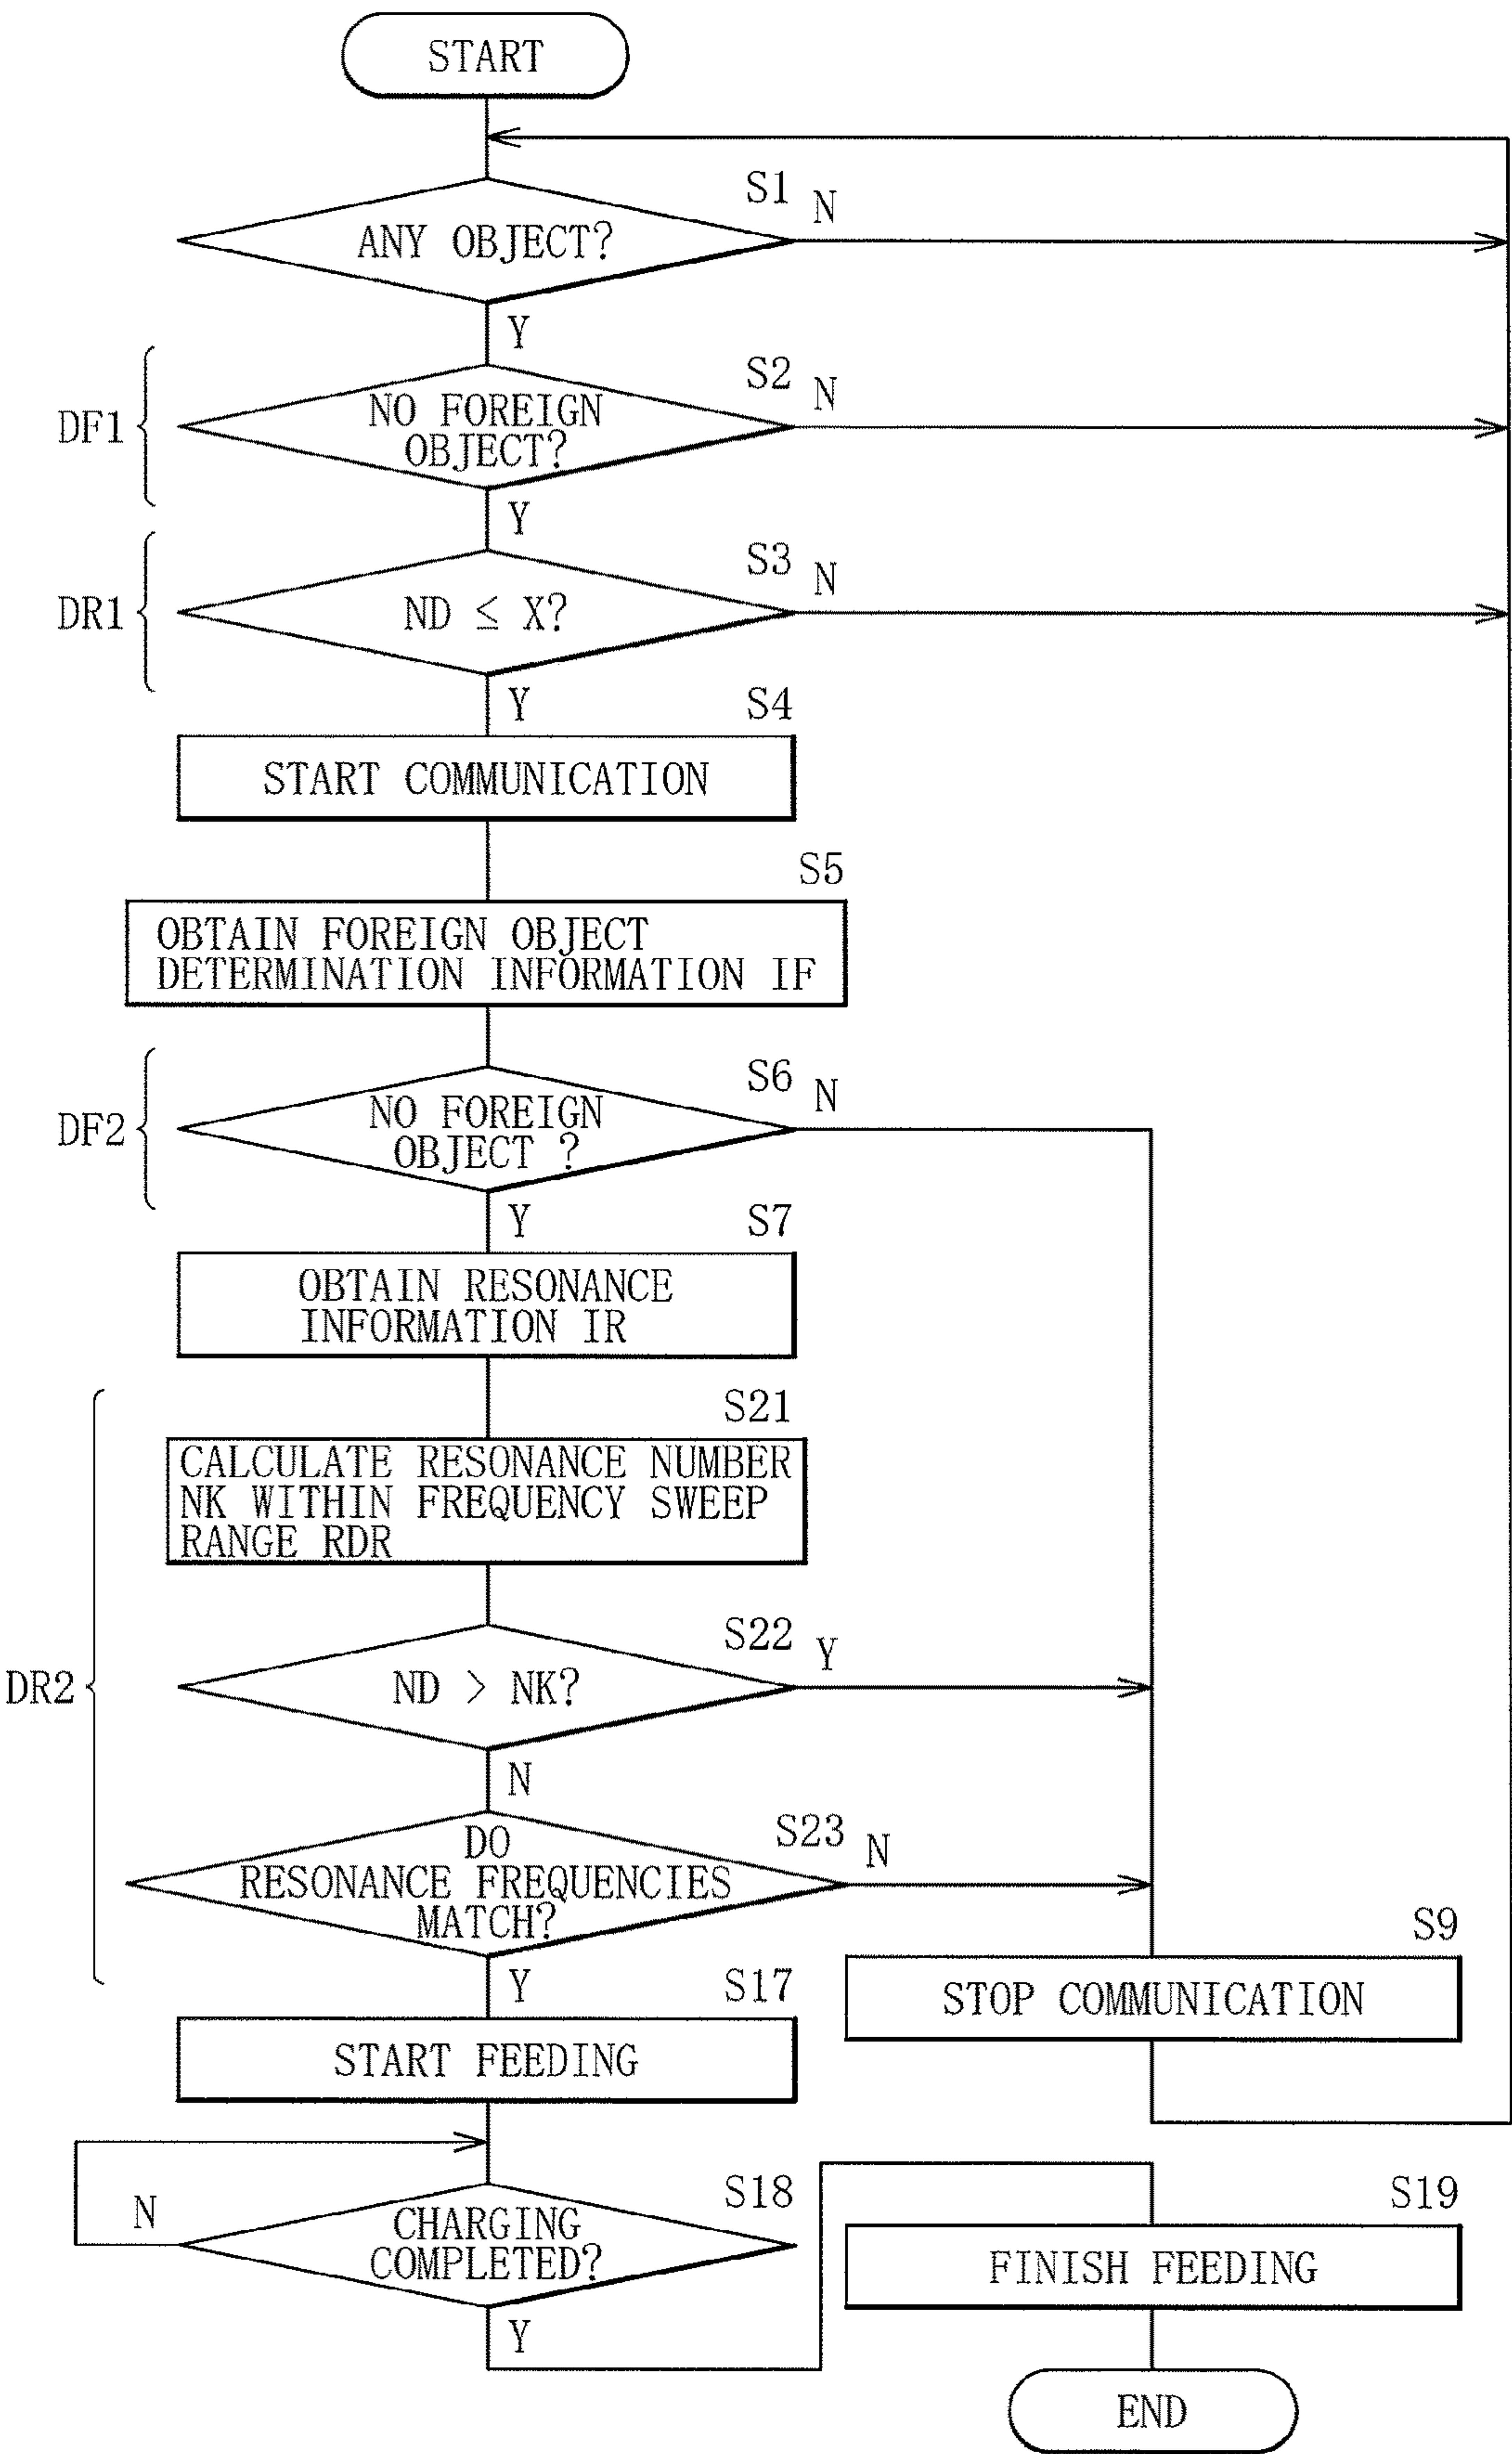 START
S1
N
ANY OBJECT?
Y
S2
N
DF1
NO FOREIGN
OBJECT?
Y
S3
N
DR1
ND ≤ X?
Y
S4
START COMMUNICATION
S5
OBTAIN FOREIGN OBJECT
DETERMINATION INFORMATION IF
S6
N
DF2
NO FOREIGN
OBJECT ?
Y
S7
OBTAIN RESONANCE
INFORMATION IR
S21
CALCULATE RESONANCE NUMBER
NK WITHIN FREQUENCY SWEEP
RANGE RDR
S22
Y
DR2
ND > NK?
N
S23
N
DO
RESONANCE FREQUENCIES
MATCH?
Y
S9
STOP COMMUNICATION
S17
START FEEDING
S18
N
CHARGING
COMPLETED?
Y
S19
FINISH FEEDING
END